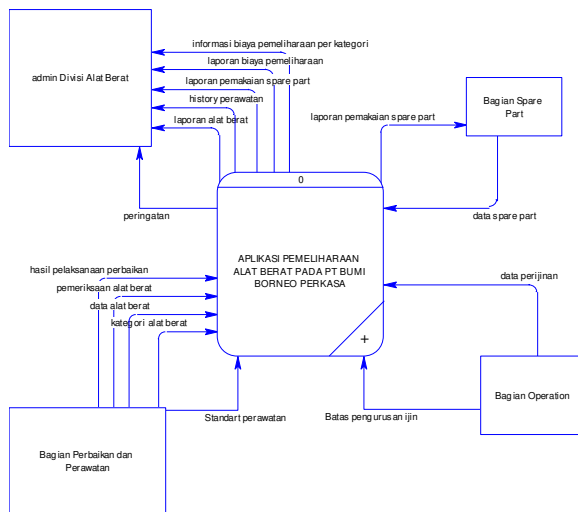 informasi biaya pemeliharaan per kategori
laporan biaya pemeliharaan
admin Divisi Alat Berat
laporan pemakaian spare part
history perawatan
laporan alat berat
laporan pemakaian spare part
Bagian Spare
Part
0
peringatan
data spare part
APLIKASI PEMELIHARAAN
ALAT BERAT PADA PT BUMI
BORNEO PERKASA
hasil pelaksanaan perbaikan
pemeriksaan alat berat
data alat berat
kategori alat berat
data perijinan
+
Standart perawatan
Batas pengurusan ijin
Bagian Operation
Bagian Perbaikan dan
Perawatan